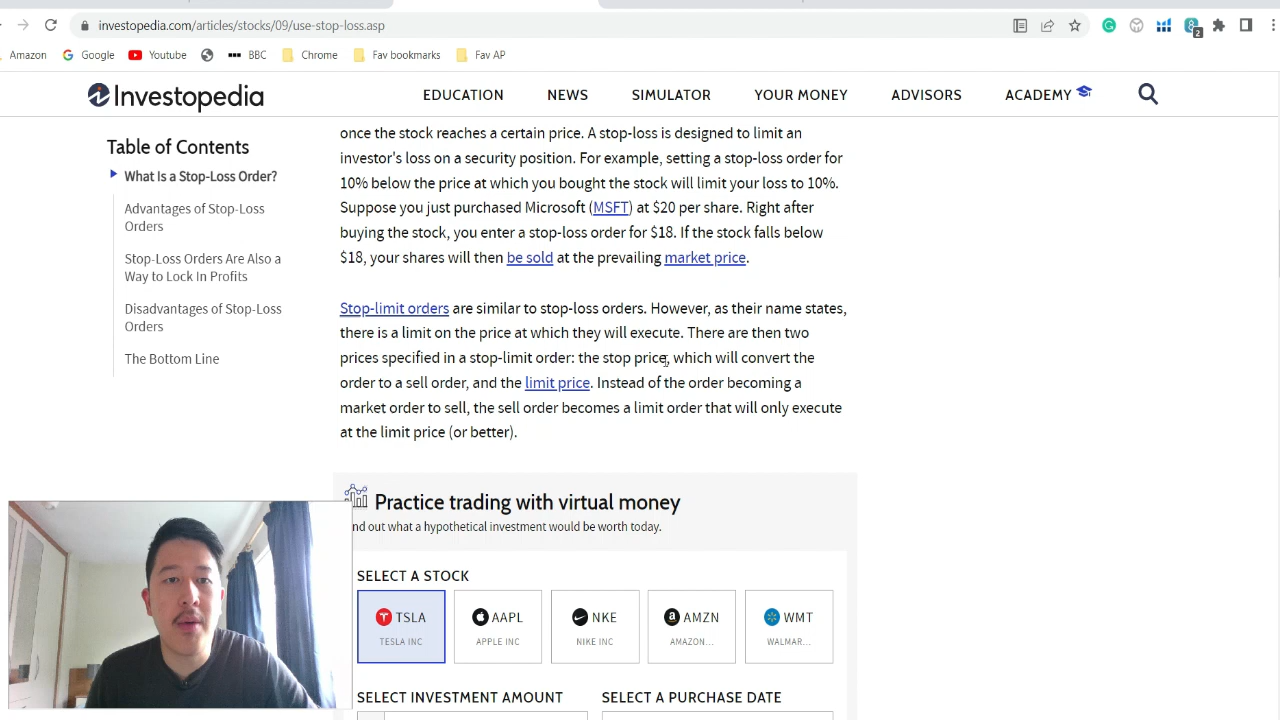 investopedia.com/articles/stocks/09/use-stop-loss.asp
2
Amazon Google Youtube BBC Chrome Fav bookmarks Fav AP
Investopedia EDUCATION NEWS SIMULATOR YOUR MONEY ADVISORS ACADEMY
Table of Contents
What Is a Stop-Loss Order?
Advantages of Stop-Loss
Orders
Stop-Loss Orders Are Also a
Way to Lock In Profits
Disadvantages of Stop-Loss
Orders
The Bottom Line
once the stock reaches a certain price. A stop-loss is designed to limit an
investor's loss on a security position. For example, setting a stop-loss order for
10% below the price at which you bought the stock will limit your loss to 10%.
Suppose you just purchased Microsoft (MSFT) at $20 per share. Right after
buying the stock, you enter a stop-loss order for $18. If the stock falls below
$18, your shares will then be sold at the prevailing market price.
Stop-limit orders are similar to stop-loss orders. However, as their name states,
there is a limit on the price at which they will execute. There are then two
prices specified in a stop-limit order: the stop price, which will convert the
order to a sell order, and the limit price. Instead of the order becoming a
market order to sell, the sell order becomes a limit order that will only execute
at the limit price (or better).
Practice trading with virtual money
nd out what a hypothetical investment would be worth today.
SELECT A STOCK
TSLA AAPL NKE AMZN WMT
TESLA INC APPLE INC NIKE INC AMAZON... WALMAR...
SELECT INVESTMENT AMOUNT SELECT A PURCHASE DATE